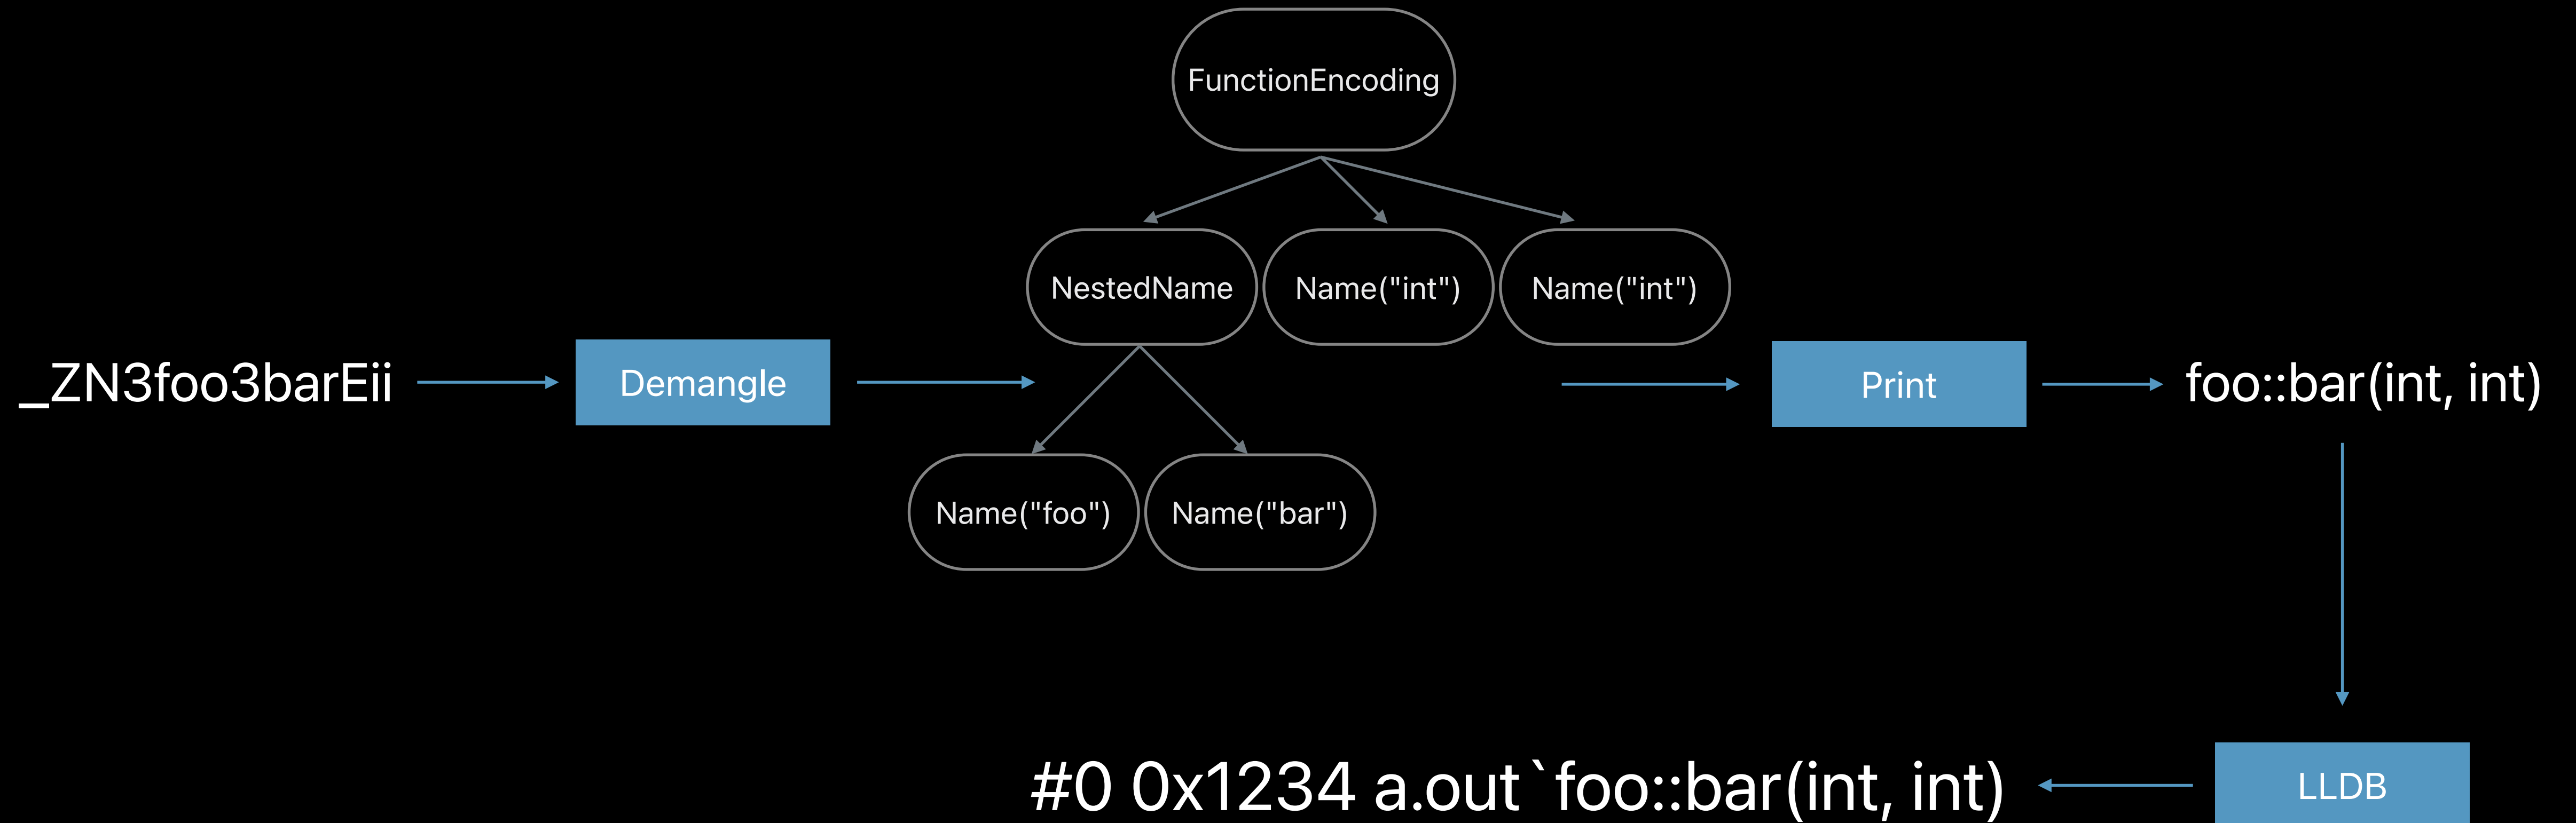 FunctionEncoding
NestedName
Name("int")
Name("int")
_ZN3foo3barEii
Demangle
Print
foo::bar(int, int)
Name("foo")
Name("bar")
#0 0x1234 a.out`foo::bar(int, int)
LLDB